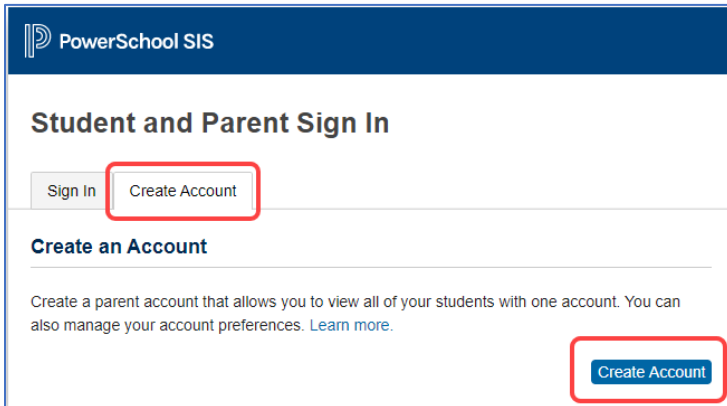 PowerSchool SIS
Student and Parent Sign In
Sign In
Create Account
Create an Account
Create a parent account that allows you to view all of your students with one account. You can
also manage your account preferences. Learn more.
Create Account